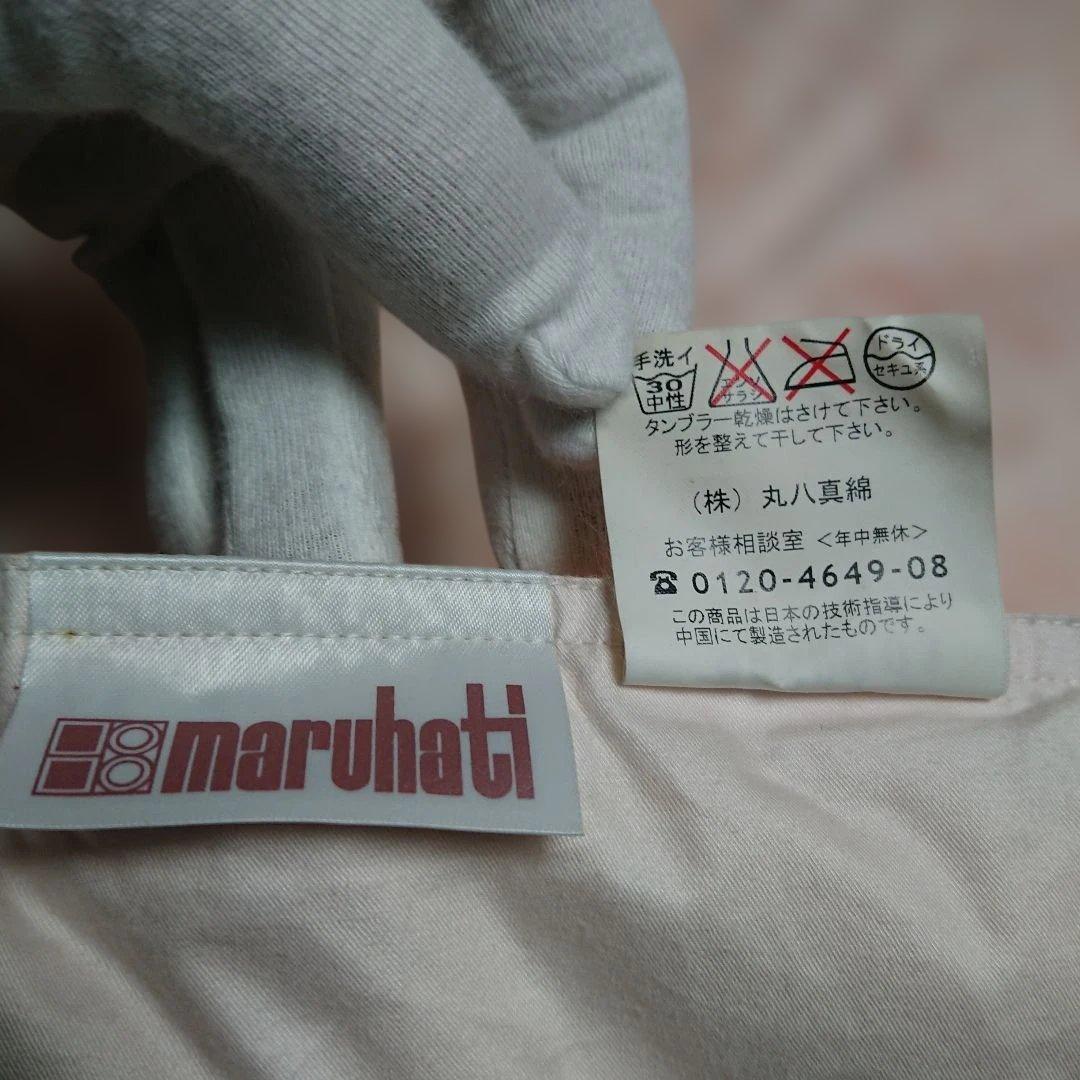 手洗イ
30
中性
エンソ
サラシ
ドライ
セキユ系
タンブラー乾燥はさけて下さい。
形を整えて干して下さい。
（株）丸八真綿
お客様相談室 <年中無休>
☎ 0120-4649-08
この商品は日本の技術指導により
中国にて製造されたものです。
maruhati